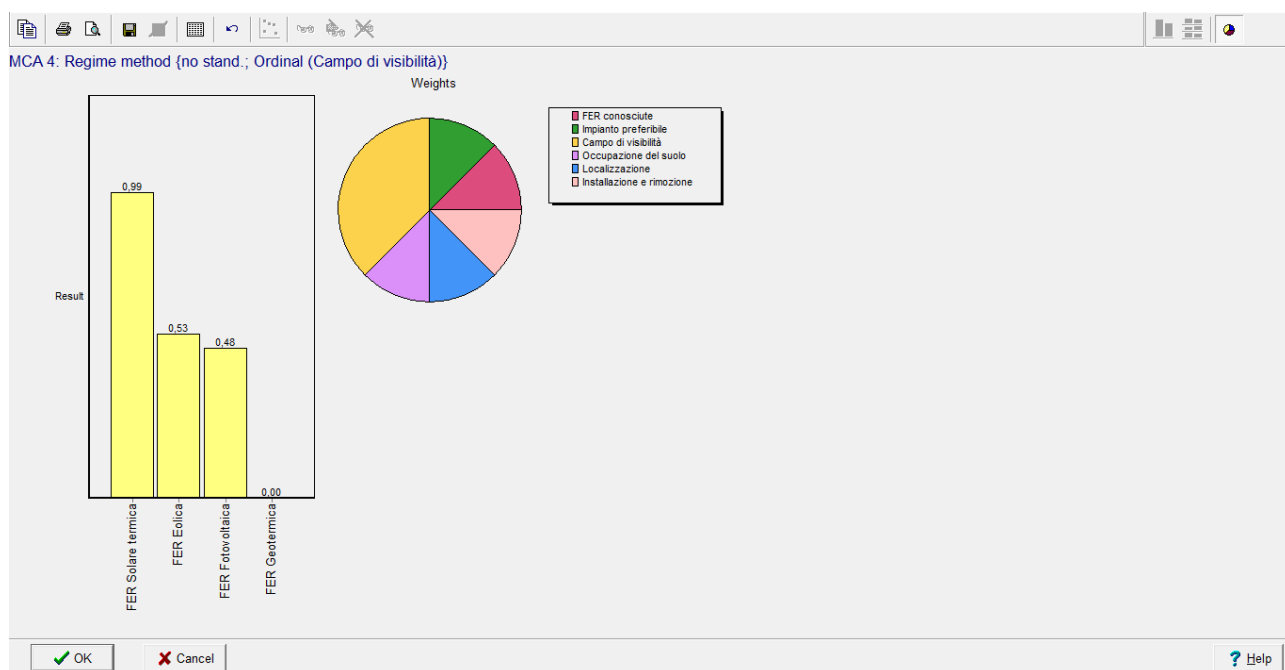 MCA 4: Regime method {no stand.; Ordinal (Campo di visibilità)}
Weights
FER conosciute
Impianto preferibile
Campo di visibilità
Occupazione del suolo
Localizzazione
Installazione e rimozione
0,99
0,53
0,48
0,00
Result
FER Solare termica
FER Eolica
FER Fotovoltaica
FER Geotermica
OK
Cancel
? Help